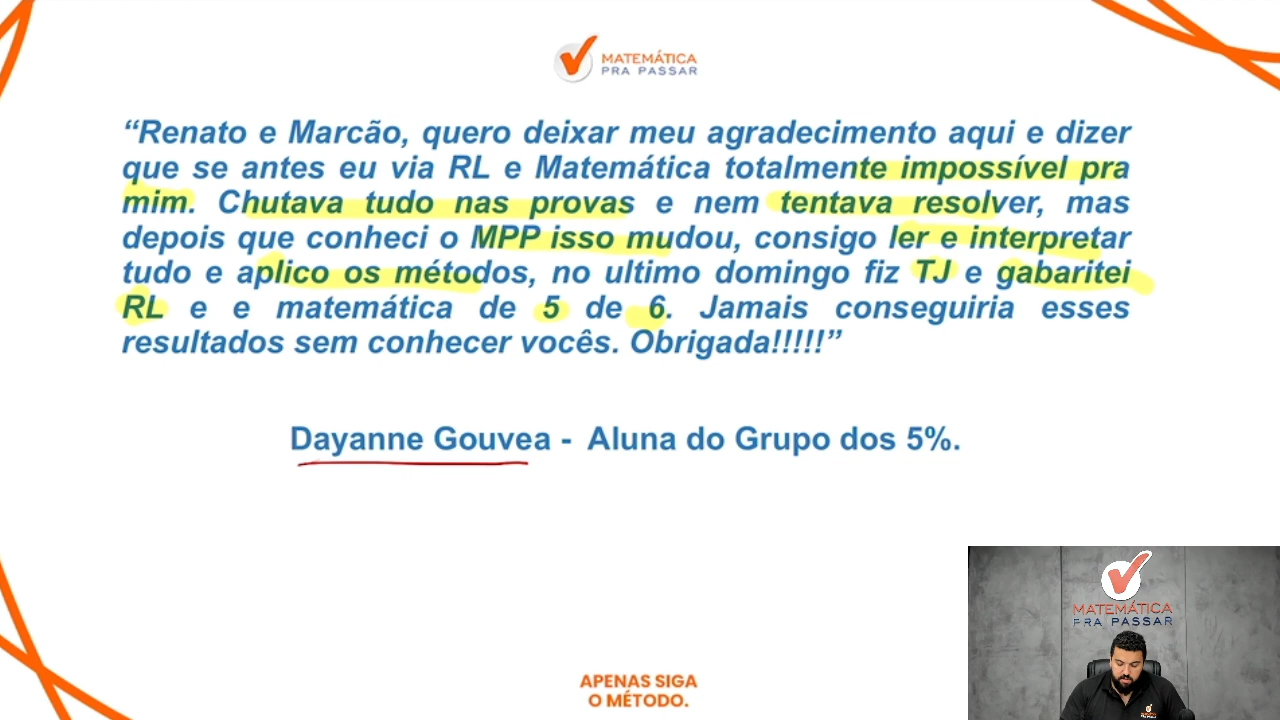 MATEMÁTICA
PRA PASSAR
“Renato e Marcão, quero deixar meu agradecimento aqui e dizer
que se antes eu via RL e Matemática totalmente impossível pra
mim. Chutava tudo nas provas e nem tentava resolver, mas
depois que conheci o MPP isso mudou, consigo ler e interpretar
tudo e aplico os métodos, no ultimo domingo fiz TJ e gabaritei
RL e e matemática de 5 de 6. Jamais conseguiria esses
resultados sem conhecer vocês. Obrigada!!!!!”
Dayanne Gouvea - Aluna do Grupo dos 5%.
MATEMÁTICA
PRA PASSAR
APENAS SIGA
O MÉTODO.